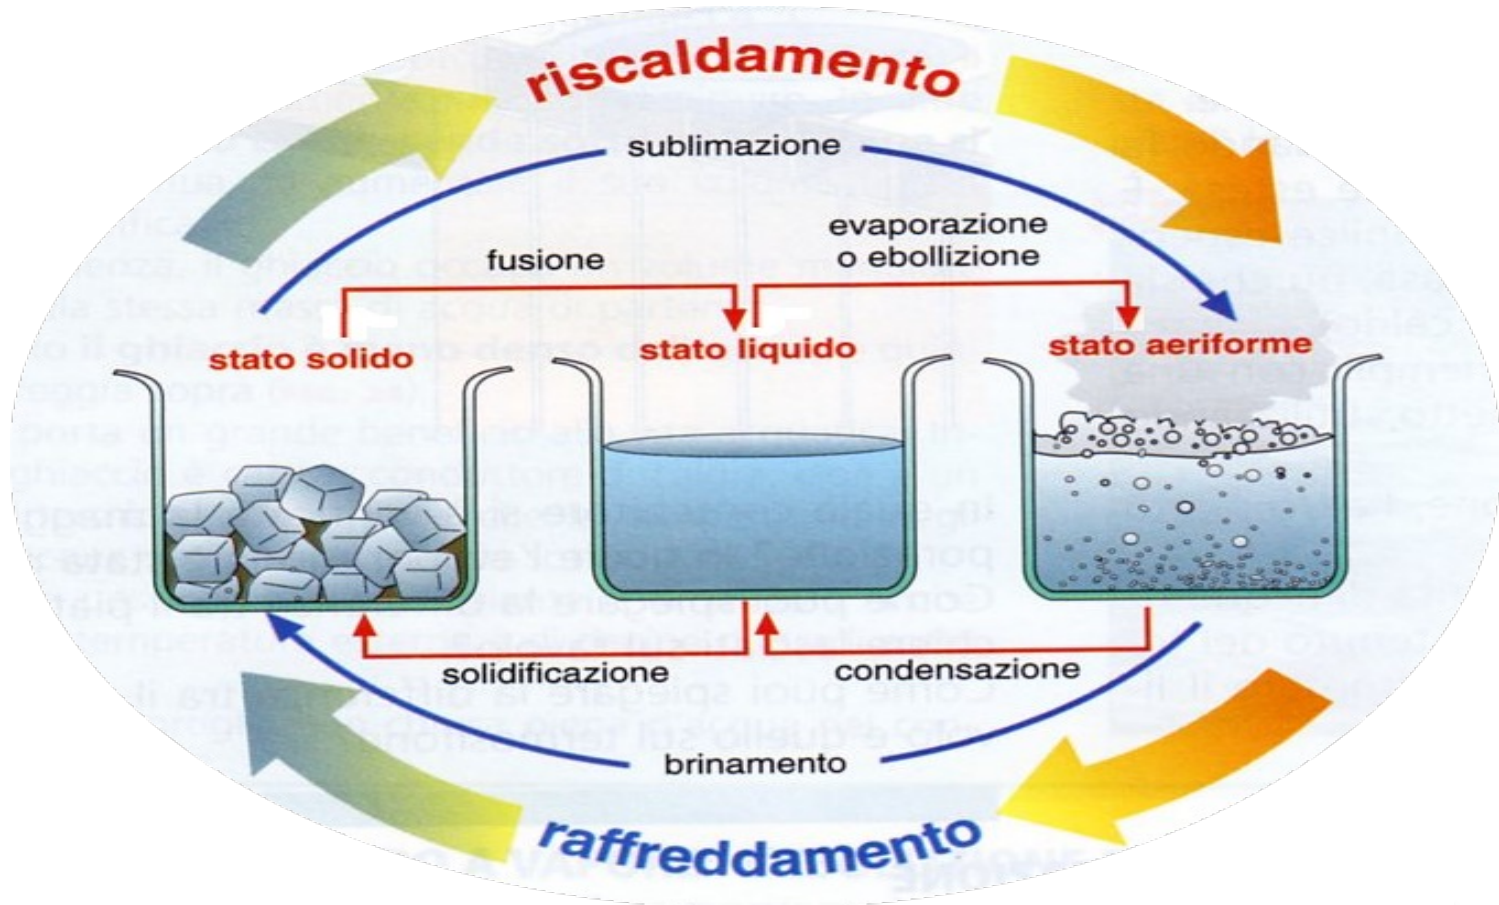 riscaldamento
sublimazione
evaporazione
o ebollizione
fusione
stato solido
stato liquido
stato aeriforme
solidificazione
condensazione
brinamento
raffreddamento